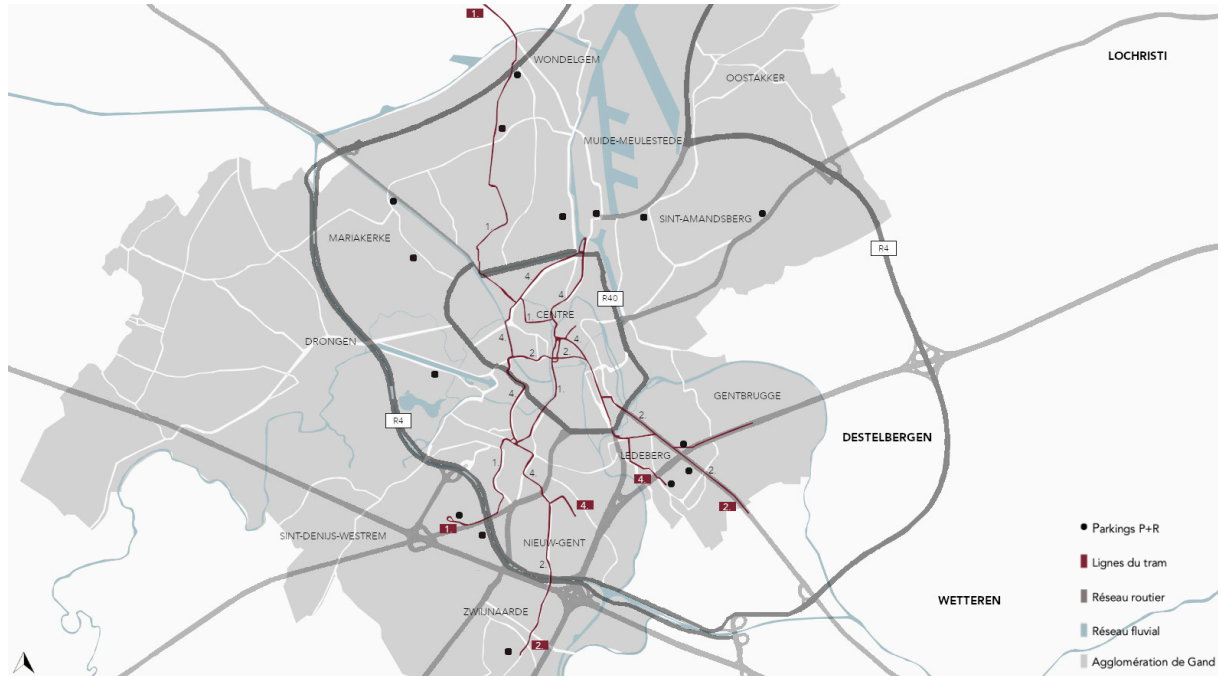 1.
WONDELGEM
LOCHRISTI
OOSTAKKER
MUIDE-MEULESTEDE
SINT-AMANDSBERG
1.
MARIAKERKE
R4
4.
4.
R40
1.
CENTRE
4.
4.
DRONGEN
2.
2.
4.
1.
GENTBRUGGE
R4
2.
DESTELBERGEN
LEDEBERG
1.
4.
2.
4.
2.
4.
1.
SINT-DENIJS-WESTREM
NIEUW-GENT
2.
ZWIJNAARDE
2.
WETTEREN
Parkings P+R
Lignes du tram
Réseau routier
Réseau fluvial
Agglomération de Gand